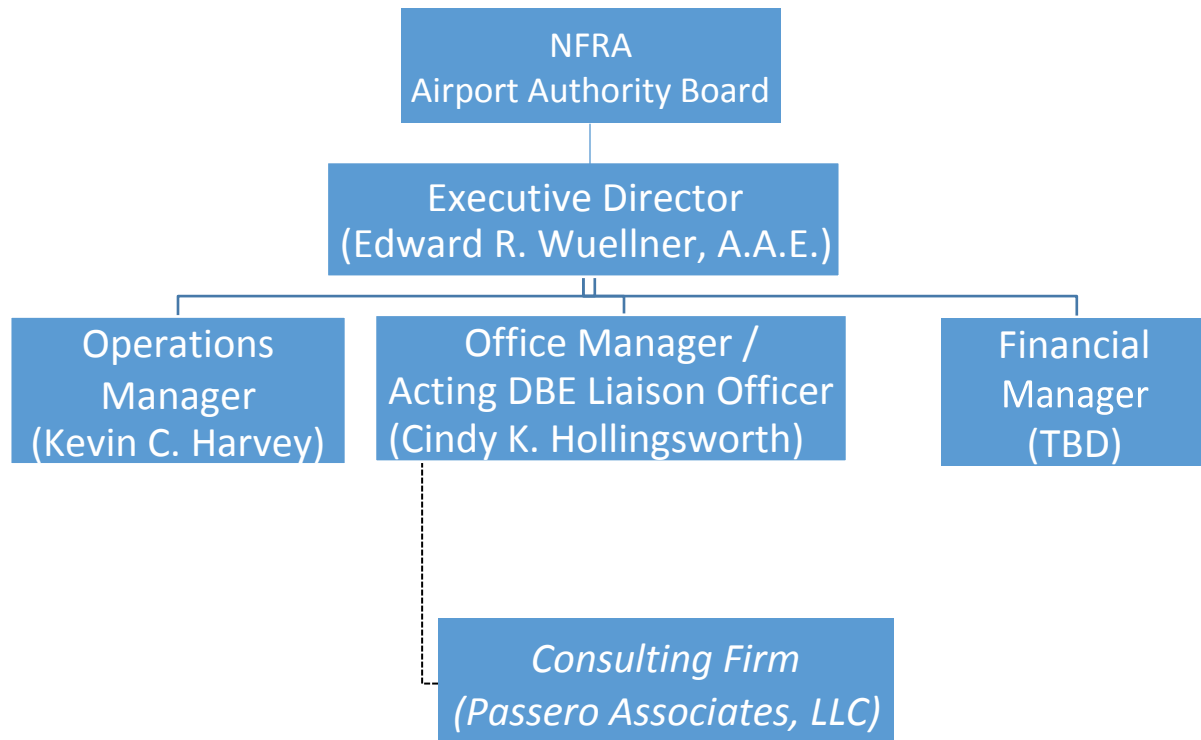 NFRA
Airport Authority Board
Executive Director
(Edward R. Wuellner, A.A.E.)
Operations
Manager
(Kevin C. Harvey)
Office Manager /
Acting DBE Liaison Officer
(Cindy K. Hollingsworth)
Financial
Manager
(TBD)
Consulting Firm
(Passero Associates, LLC)